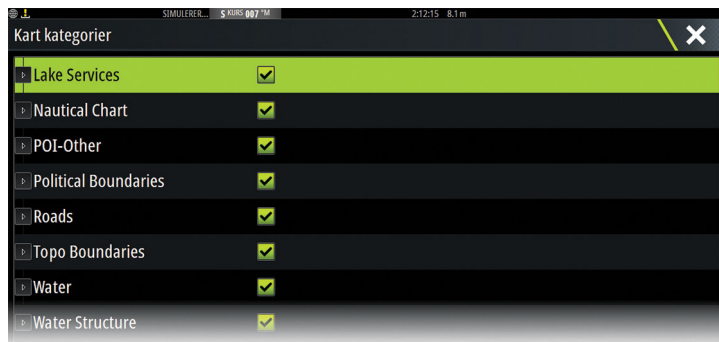 SIMULERER... S KURS 007 °M 2:12:15 8.1 m
Kart kategorier
Lake Services
Nautical Chart
POI-Other
Political Boundaries
Roads
Topo Boundaries
Water
Water Structure